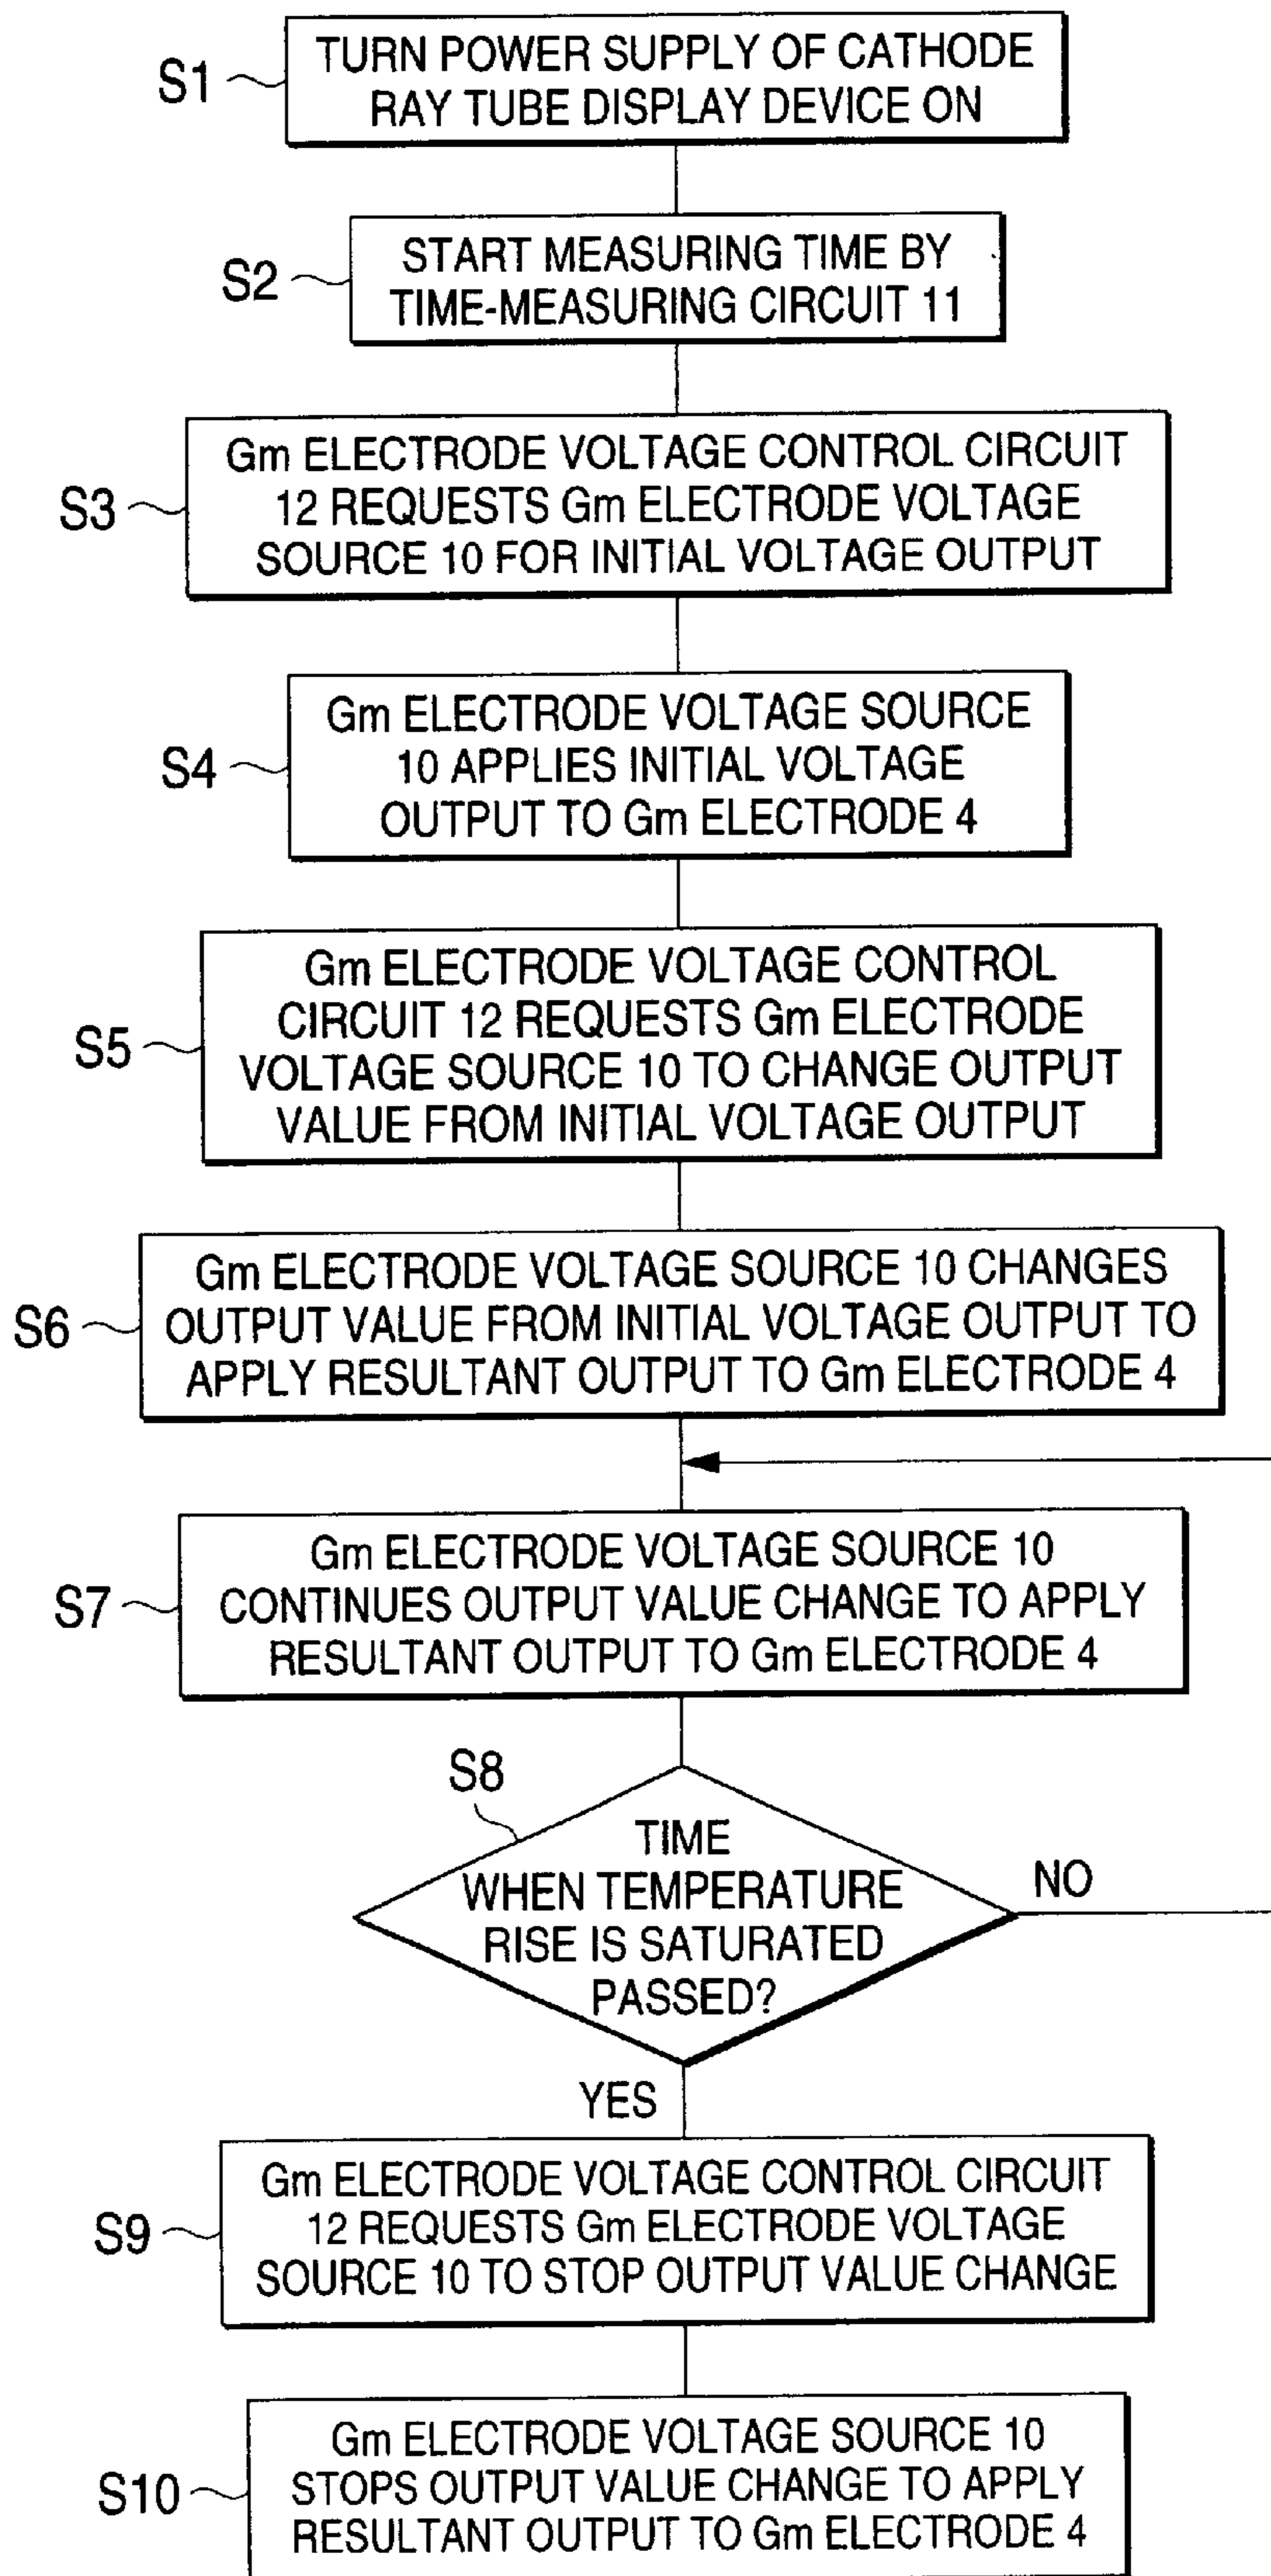 S1
TURN POWER SUPPLY OF CATHODE
RAY TUBE DISPLAY DEVICE ON
S2
START MEASURING TIME BY
TIME-MEASURING CIRCUIT 11
S3
Gm ELECTRODE VOLTAGE CONTROL CIRCUIT
12 REQUESTS Gm ELECTRODE VOLTAGE
SOURCE 10 FOR INITIAL VOLTAGE OUTPUT
S4
Gm ELECTRODE VOLTAGE SOURCE
10 APPLIES INITIAL VOLTAGE
OUTPUT TO Gm ELECTRODE 4
S5
Gm ELECTRODE VOLTAGE CONTROL
CIRCUIT 12 REQUESTS Gm ELECTRODE
VOLTAGE SOURCE 10 TO CHANGE OUTPUT
VALUE FROM INITIAL VOLTAGE OUTPUT
S6
Gm ELECTRODE VOLTAGE SOURCE 10 CHANGES
OUTPUT VALUE FROM INITIAL VOLTAGE OUTPUT TO
APPLY RESULTANT OUTPUT TO Gm ELECTRODE 4
S7
Gm ELECTRODE VOLTAGE SOURCE 10
CONTINUES OUTPUT VALUE CHANGE TO APPLY
RESULTANT OUTPUT TO Gm ELECTRODE 4
S8
TIME
WHEN TEMPERATURE
RISE IS SATURATED
PASSED?
NO
YES
S9
Gm ELECTRODE VOLTAGE CONTROL CIRCUIT
12 REQUESTS Gm ELECTRODE VOLTAGE
SOURCE 10 TO STOP OUTPUT VALUE CHANGE
S10
Gm ELECTRODE VOLTAGE SOURCE 10
STOPS OUTPUT VALUE CHANGE TO APPLY
RESULTANT OUTPUT TO Gm ELECTRODE 4